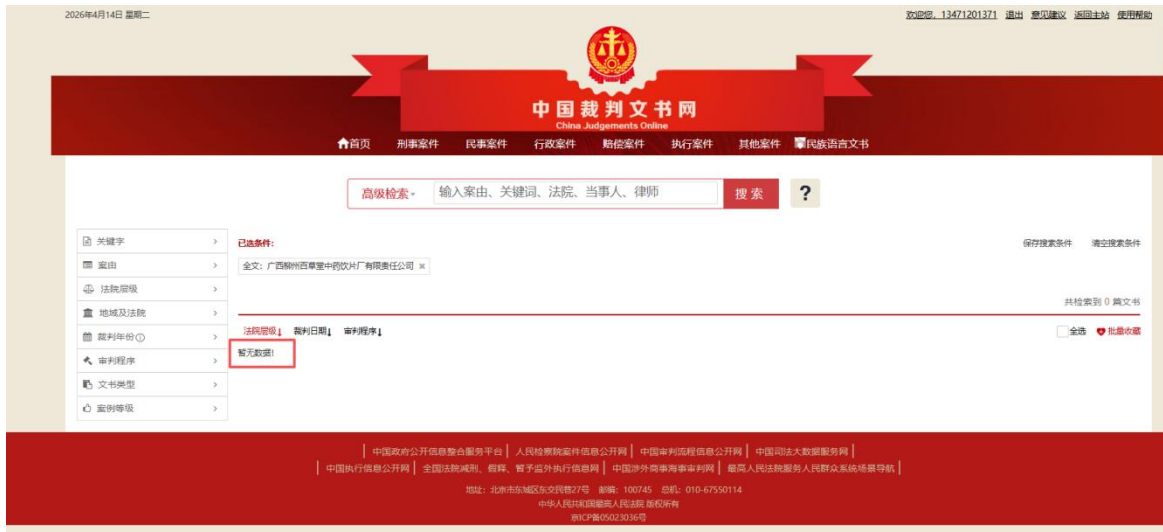 2026年4月14日 星期二
欢迎您，13471201371 退出 意见建议 返回主站 使用帮助
中国裁判文书网
China Judgements Online
首页 刑事案件 民事案件 行政案件 赔偿案件 执行案件 其他案件 民族语言文书
高级检索 输入案由、关键词、法院、当事人、律师 搜索 ?
关键字
案由
法院层级
地域及法院
裁判年份
审判程序
文书类型
案例等级
已选条件:
保存搜索条件 清空搜索条件
全文：广西柳州百草堂中药饮片厂有限责任公司 ×
共检索到 0 篇文书
法院层级↓ 裁判日期↓ 审判程序↓
全选 批量收藏
暂无数据!
中国政府公开信息整合服务平台 | 人民检察院案件信息公开网 | 中国审判流程信息公开网 | 中国司法大数据服务网 |
中国执行信息公开网 | 全国法院减刑、假释、暂予监外执行信息网 | 中国涉外商事海事审判网 | 最高人民法院服务人民群众系统场景导航 |
地址：北京市东城区东交民巷27号 邮编：100745 总机：010-67550114
中华人民共和国最高人民法院 版权所有
京ICP备05023036号